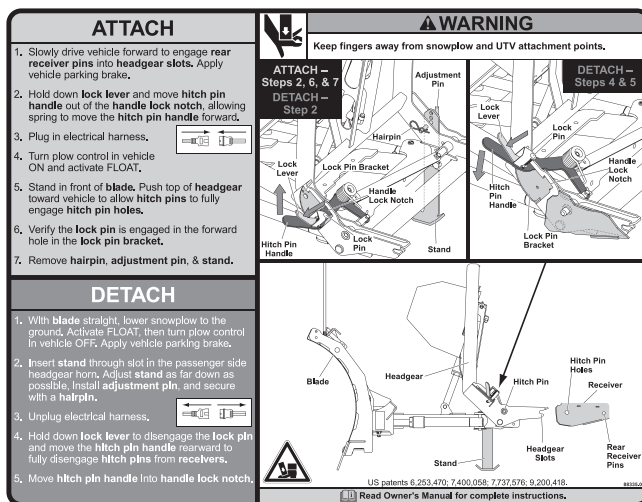 ATTACH
1. Slowly drive vehicle forward to engage rear
receiver pins into headgear slots. Apply
vehicle parking brake.
2. Hold down lock lever and move hitch pin
handle out of the handle lock notch, allowing
spring to move the hitch pin handle forward.
3. Plug in electrical harness.
4. Turn plow control in vehicle
ON and activate FLOAT.
5. Stand in front of blade. Push top of headgear
toward vehicle to allow hitch pins to fully
engage hitch pin holes.
6. Verify the lock pin is engaged in the forward
hole in the lock pin bracket.
7. Remove hairpin, adjustment pin, & stand.
DETACH
1. With blade straight, lower snowplow to the
ground. Activate FLOAT, then turn plow control
in vehicle OFF. Apply vehicle parking brake.
2. Insert stand through slot in the passenger side
headgear horn. Adjust stand as far down as
possible, install adjustment pin, and secure
with a hairpin.
3. Unplug electrical harness.
4. Hold down lock lever to disengage the lock pin
and move the hitch pin handle rearward to
fully disengage hitch pins from receivers.
5. Move hitch pin handle into handle lock notch.
WARNING
Keep fingers away from snowplow and UTV attachment points.
ATTACH –
Steps 2, 6, & 7
DETACH –
Step 2
Adjustment
Pin
Hairpin
Lock
Lever
Lock Pin Bracket
Handle
Lock Notch
Hitch Pin
Handle
Lock
Pin
Stand
DETACH –
Steps 4 & 5
Lock
Lever
Lock
Pin
Handle
Lock
Notch
Hitch
Pin
Handle
Lock Pin
Bracket
Blade
Headgear
Hitch Pin
Hitch Pin
Holes
Receiver
Headgear
Slots
Rear
Receiver
Pins
Stand
US patents 6,253,470; 7,400,058; 7,737,576; 9,200,418.
Read Owner's Manual for complete instructions.